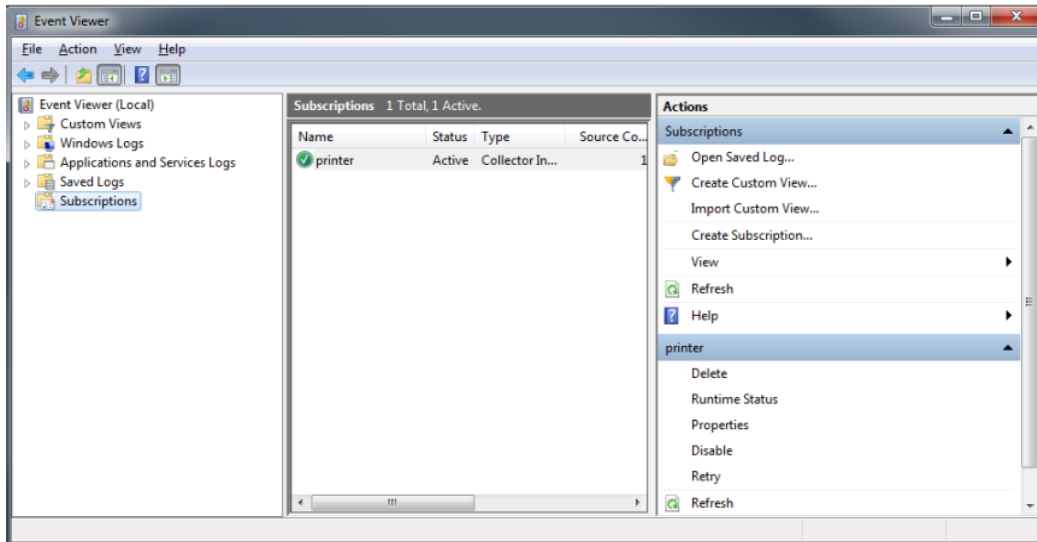 Event Viewer
File Action View Help
Event Viewer (Local)
Custom Views
Windows Logs
Applications and Services Logs
Saved Logs
Subscriptions
Subscriptions 1 Total, 1 Active.
Name Status Type Source Co...
printer Active Collector In... 1
Actions
Subscriptions
Open Saved Log...
Create Custom View...
Import Custom View...
Create Subscription...
View
Refresh
Help
printer
Delete
Runtime Status
Properties
Disable
Retry
Refresh